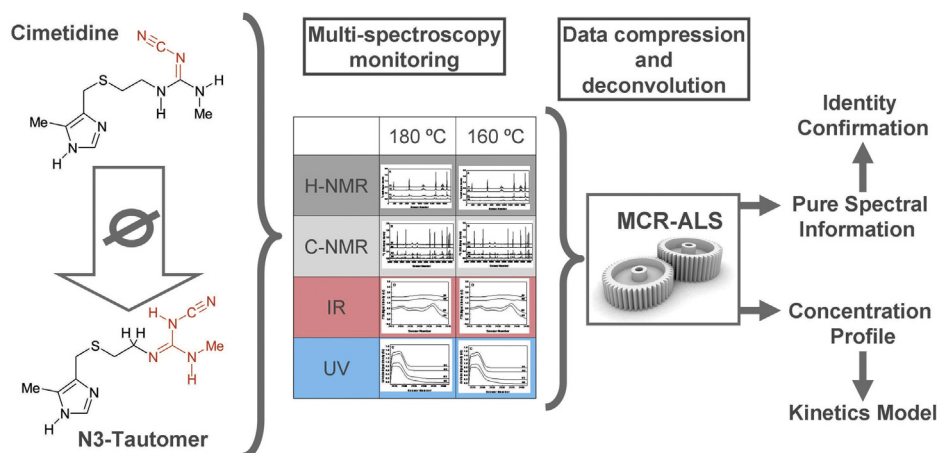 Cimetidine
N
C
N
H
S
N
N
H
Me
Me
N
N
H
Ø
N
H
N
C
H
H
S
N
N
Me
H
Me
N
N
H
N3-Tautomer
Multi-spectroscopy
monitoring
180 ºC 160 ºC
H-NMR
C-NMR
IR
UV
Data compression
and
deconvolution
MCR-ALS
Identity
Confirmation
Pure Spectral
Information
Concentration
Profile
Kinetics Model